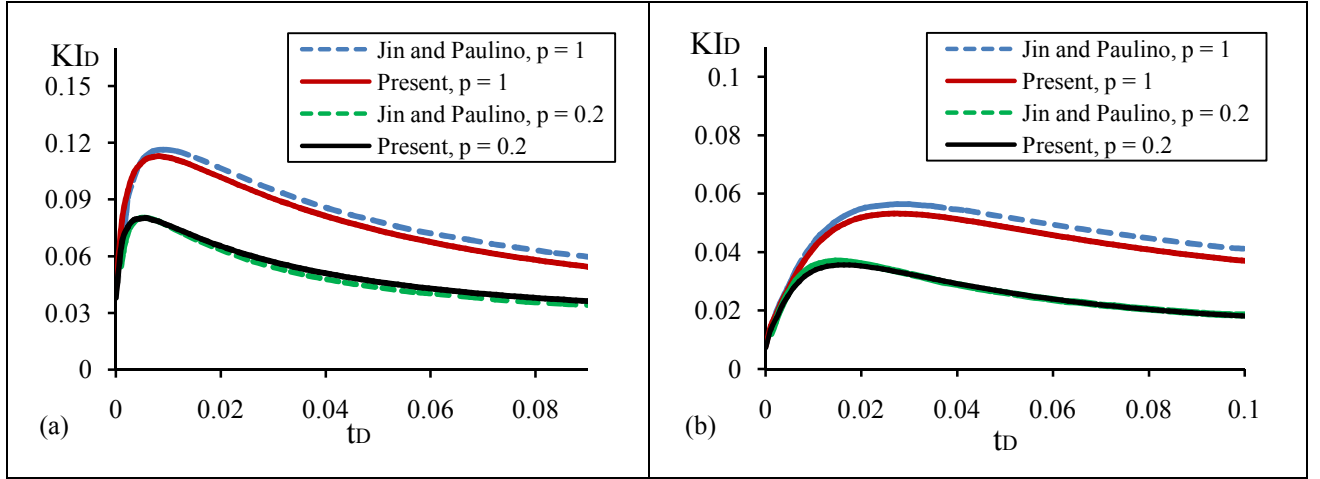 KID
Jin and Paulino, p = 1
Present, p = 1
Jin and Paulino, p = 0.2
Present, p = 0.2
0.15
0.12
0.09
0.06
0.03
0
0 0.02 0.04 0.06 0.08
(a)
tD
KID
Jin and Paulino, p = 1
Present, p = 1
Jin and Paulino, p = 0.2
Present, p = 0.2
0.1
0.08
0.06
0.04
0.02
0
0 0.02 0.04 0.06 0.08 0.1
(b)
tD